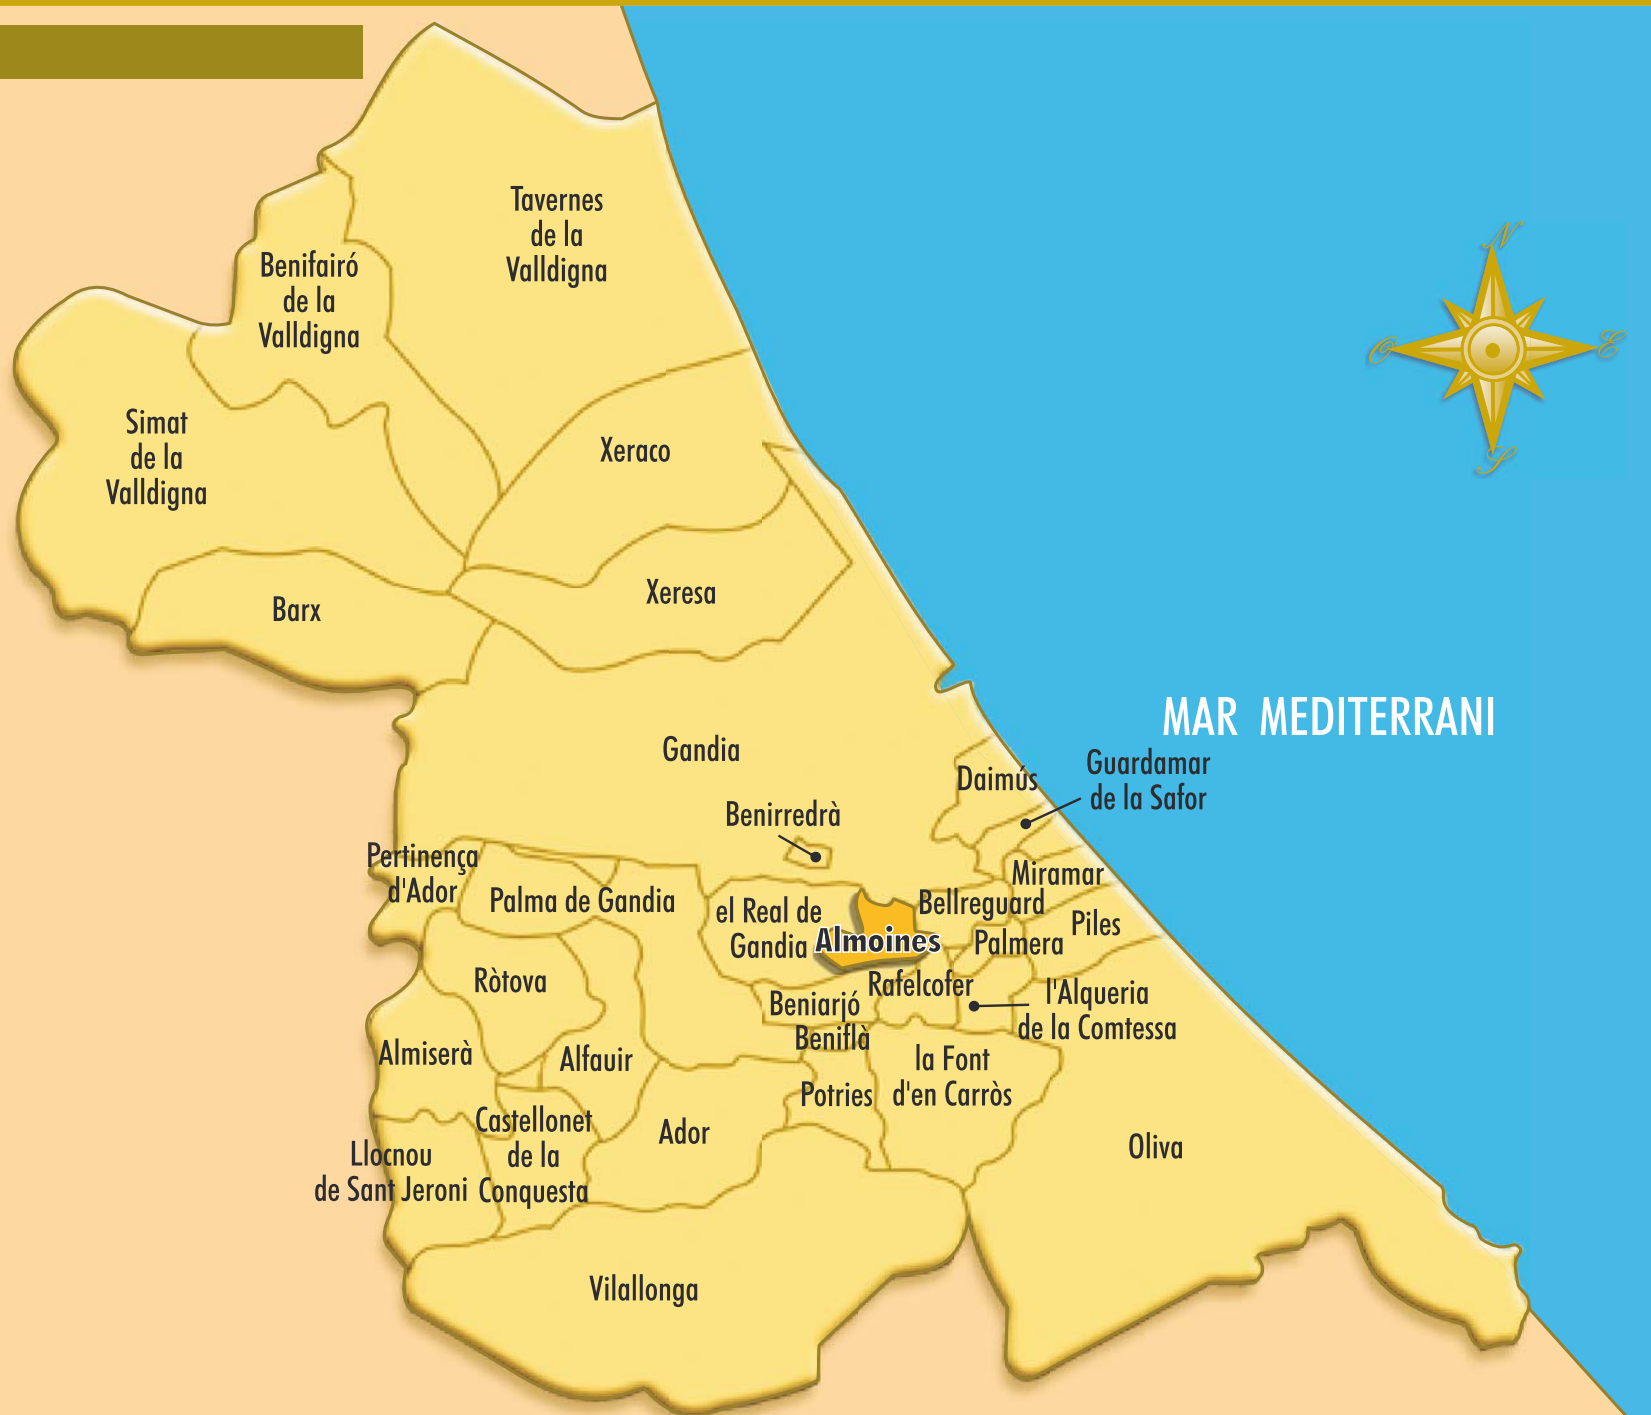 Tavernes
de la
Valldigna
N
Benifairó
de la
Valldigna
O
E
Simat
de la
Valldigna
Xeraco
S
Xeresa
Barx
MAR MEDITERRANI
Gandia
Daimús
Guardamar
de la Safor
Benirredrà
Pertinença
d'Ador
Miramar
Palma de Gandia
el Real de
Gandia
Bellreguard
Piles
Almoines
Palmera
Ròtova
Rafelcofer
l'Alqueria
de la Comtessa
Beniarjó
Beniflà
Almiserà
Alfauir
la Font
d'en Carròs
Potries
Castellonet
de la
Conquesta
Ador
Oliva
Llocnou
de Sant Jeroni
Vilallonga